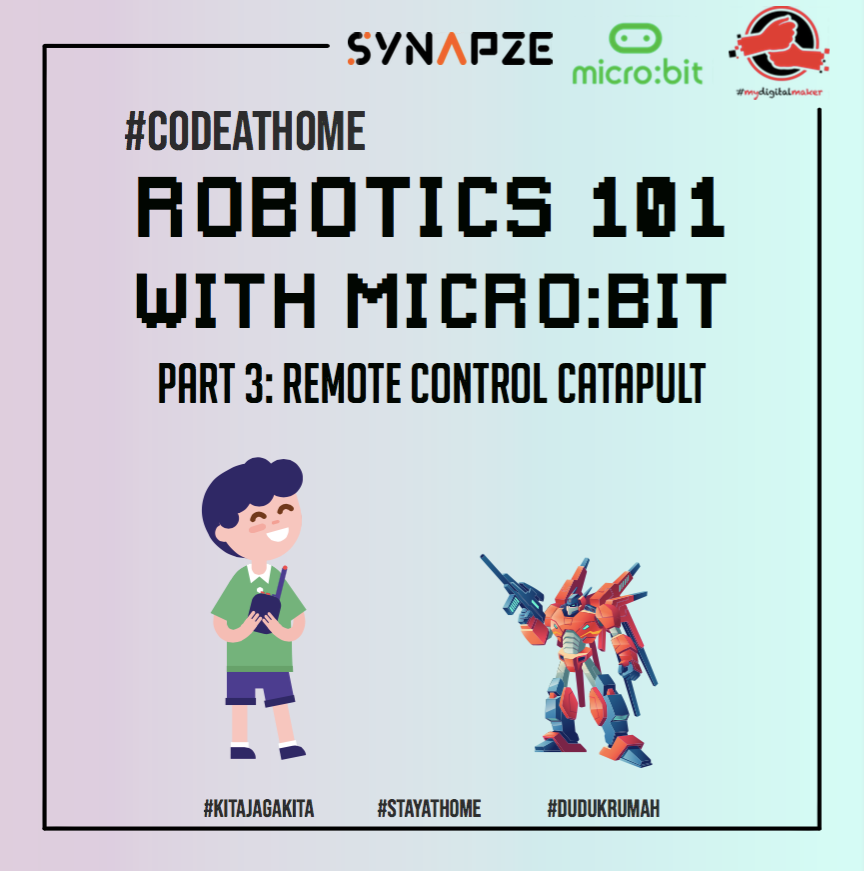 SYNAPZE
micro:bit
#mydigitalmaker
#CODEATHOME
ROBOTICS 101
WITH MICRO:BIT
PART 3: REMOTE CONTROL CATAPULT
#KITAJAGAKITA #STAYATHOME #DUDUKRUMAH